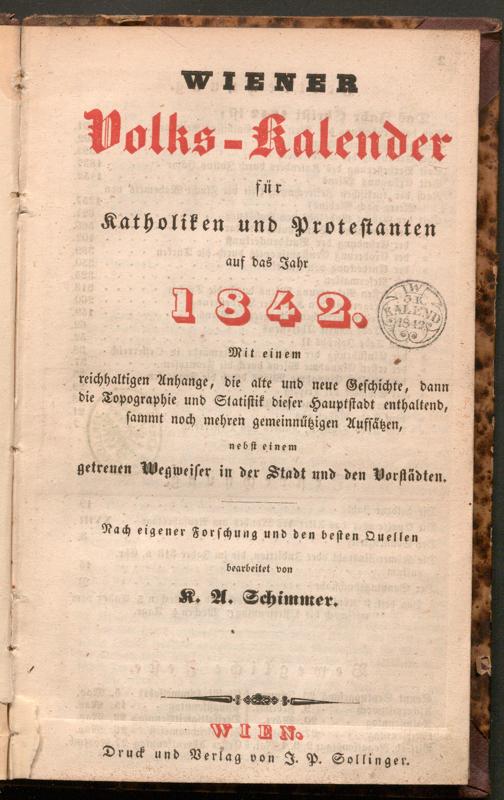 WIENER
Volks-Kalender
für
Katholiken und Protestanten
auf das Jahr
1842.
W
5 K.
KALEND
1842
Mit einem
reichhaltigen Anhange, die alte und neue Geschichte, dann
die Topographie und Statistik dieser Hauptstadt enthaltend,
sammt noch mehren gemeinnützigen Aufsätzen,
nebst einem
getreuen Wegweiser in der Stadt und den Vorstädten.
Nach eigener Forschung und den besten Quellen
bearbeitet von
K. A. Schimmer.
WIEN.
Druck und Verlag von J. P. Sollinger.